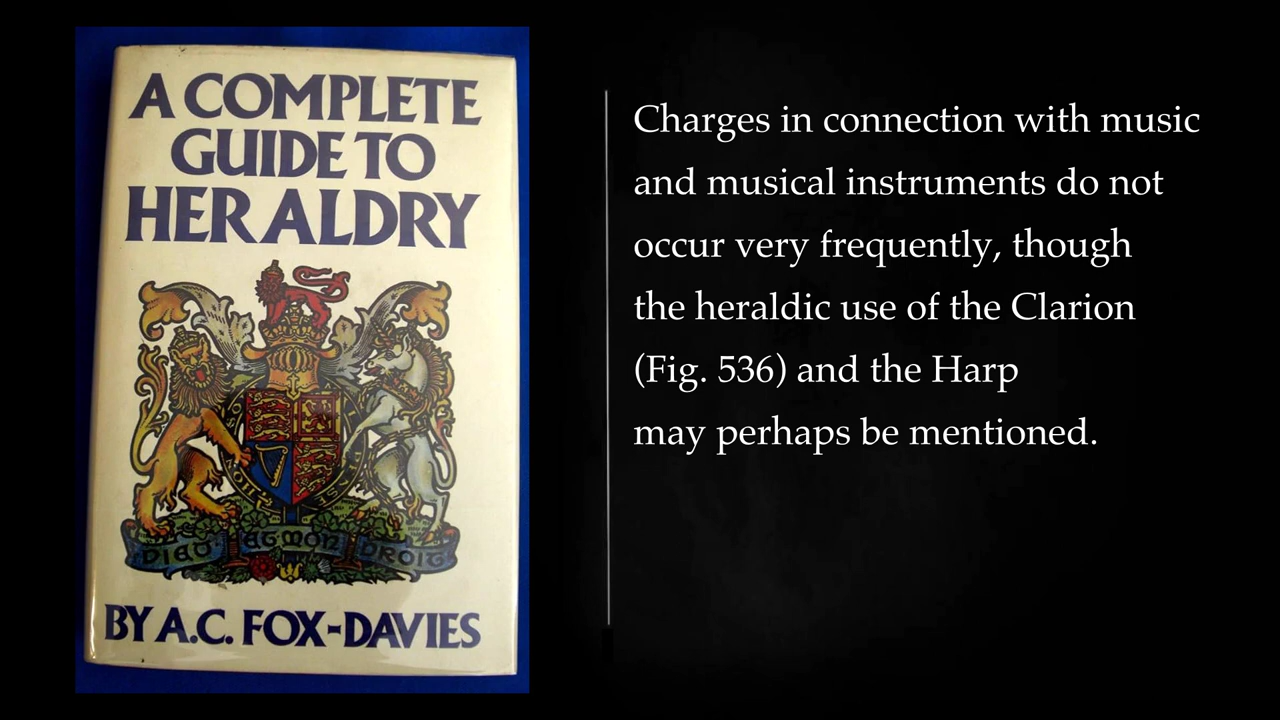 A COMPLETE
GUIDE TO
HERALDRY
DIEU ET MON DROIT
BY A.C. FOX-DAVIES
Charges in connection with music
and musical instruments do not
occur very frequently, though
the heraldic use of the Clarion
(Fig. 536) and the Harp
may perhaps be mentioned.